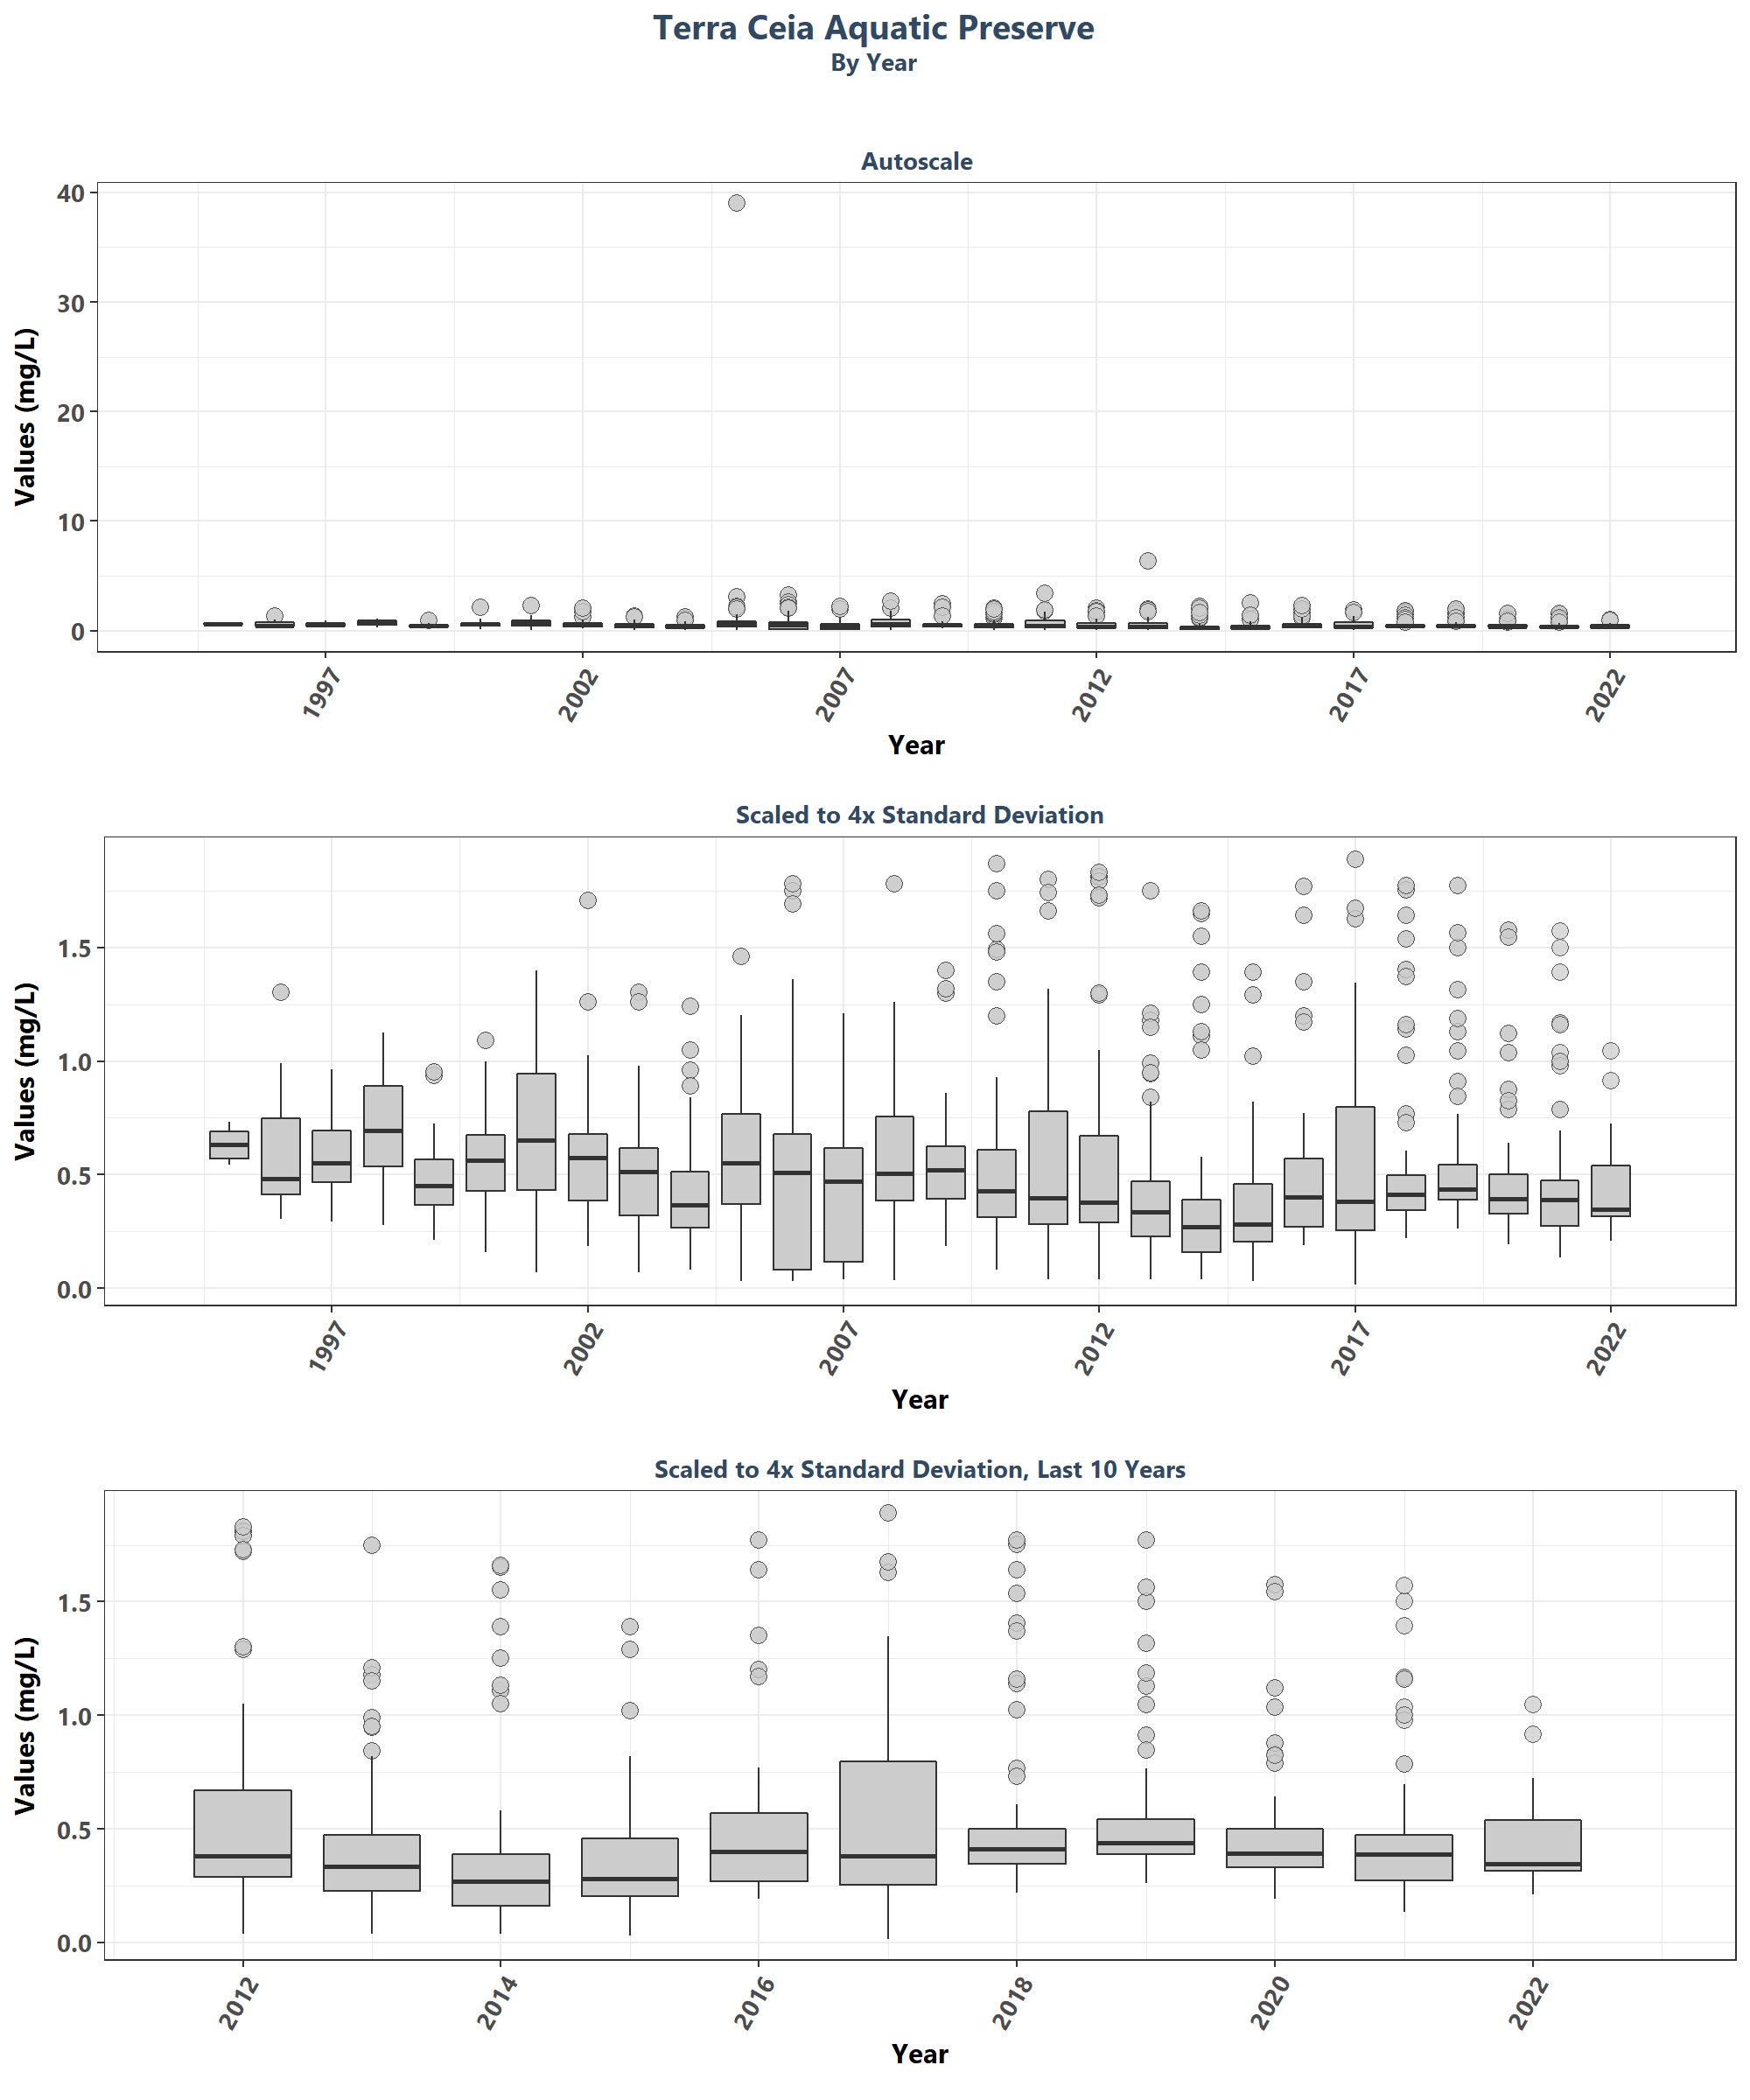 Terra Ceia Aquatic Preserve
By Year
Autoscale
Values (mg/L)
40
30
20
10
0
1997 2002 2007 2012 2017 2022
Year
Scaled to 4x Standard Deviation
Values (mg/L)
1.5
1.0
0.5
0.0
1997 2002 2007 2012 2017 2022
Year
Scaled to 4x Standard Deviation, Last 10 Years
Values (mg/L)
1.5
1.0
0.5
0.0
2012 2014 2016 2018 2020 2022
Year